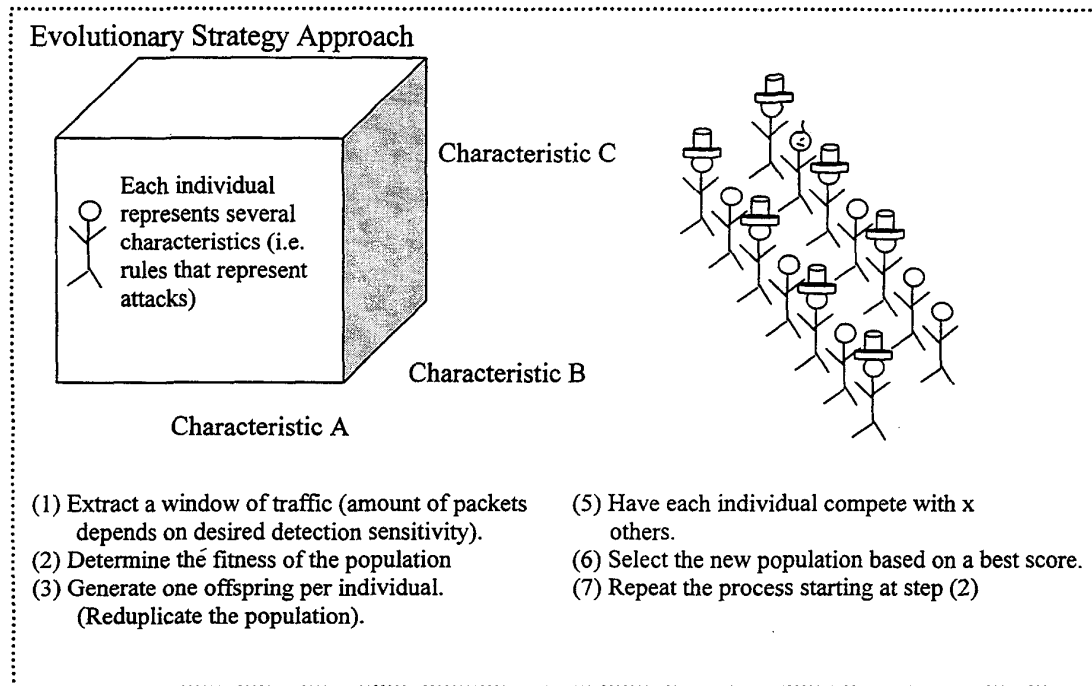 Evolutionary Strategy Approach
Characteristic C
Each individual
represents several
characteristics (i.e.
rules that represent
attacks)
Characteristic B
Characteristic A
(1) Extract a window of traffic (amount of packets
depends on desired detection sensitivity).
(2) Determine the fitness of the population
(3) Generate one offspring per individual.
(Reduplicate the population).
(5) Have each individual compete with x
others.
(6) Select the new population based on a best score.
(7) Repeat the process starting at step (2)